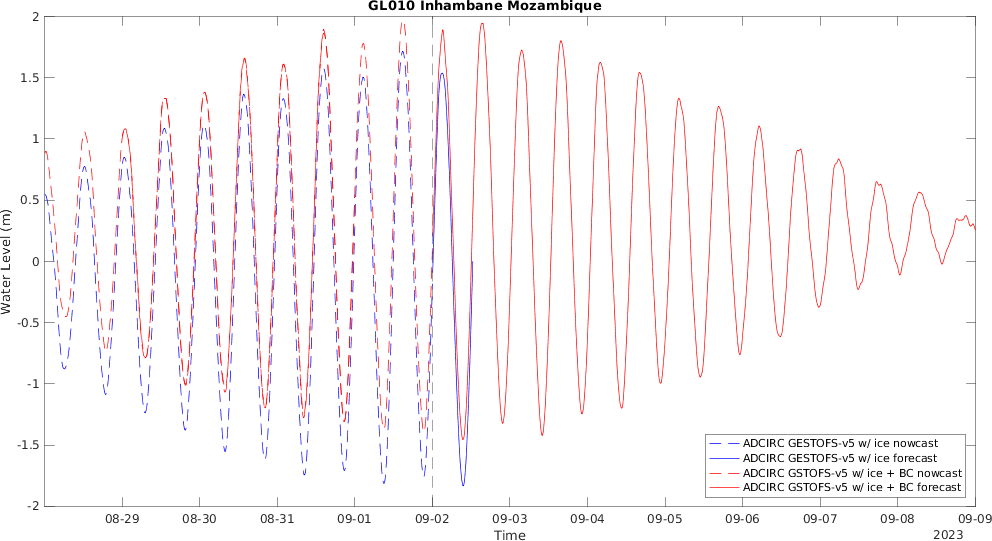 GL010 Inhambane Mozambique
2
1.5
1
0.5
0
-0.5
-1
-1.5
-2
Water Level (m)
ADCIRC GESTOFS-v5 w/ ice nowcast
ADCIRC GESTOFS-v5 w/ ice forecast
ADCIRC GSTOFS-v5 w/ ice + BC nowcast
ADCIRC GSTOFS-v5 w/ ice + BC forecast
08-29 08-30 08-31 09-01 09-02 09-03 09-04 09-05 09-06 09-07 09-08 09-09
Time
2023